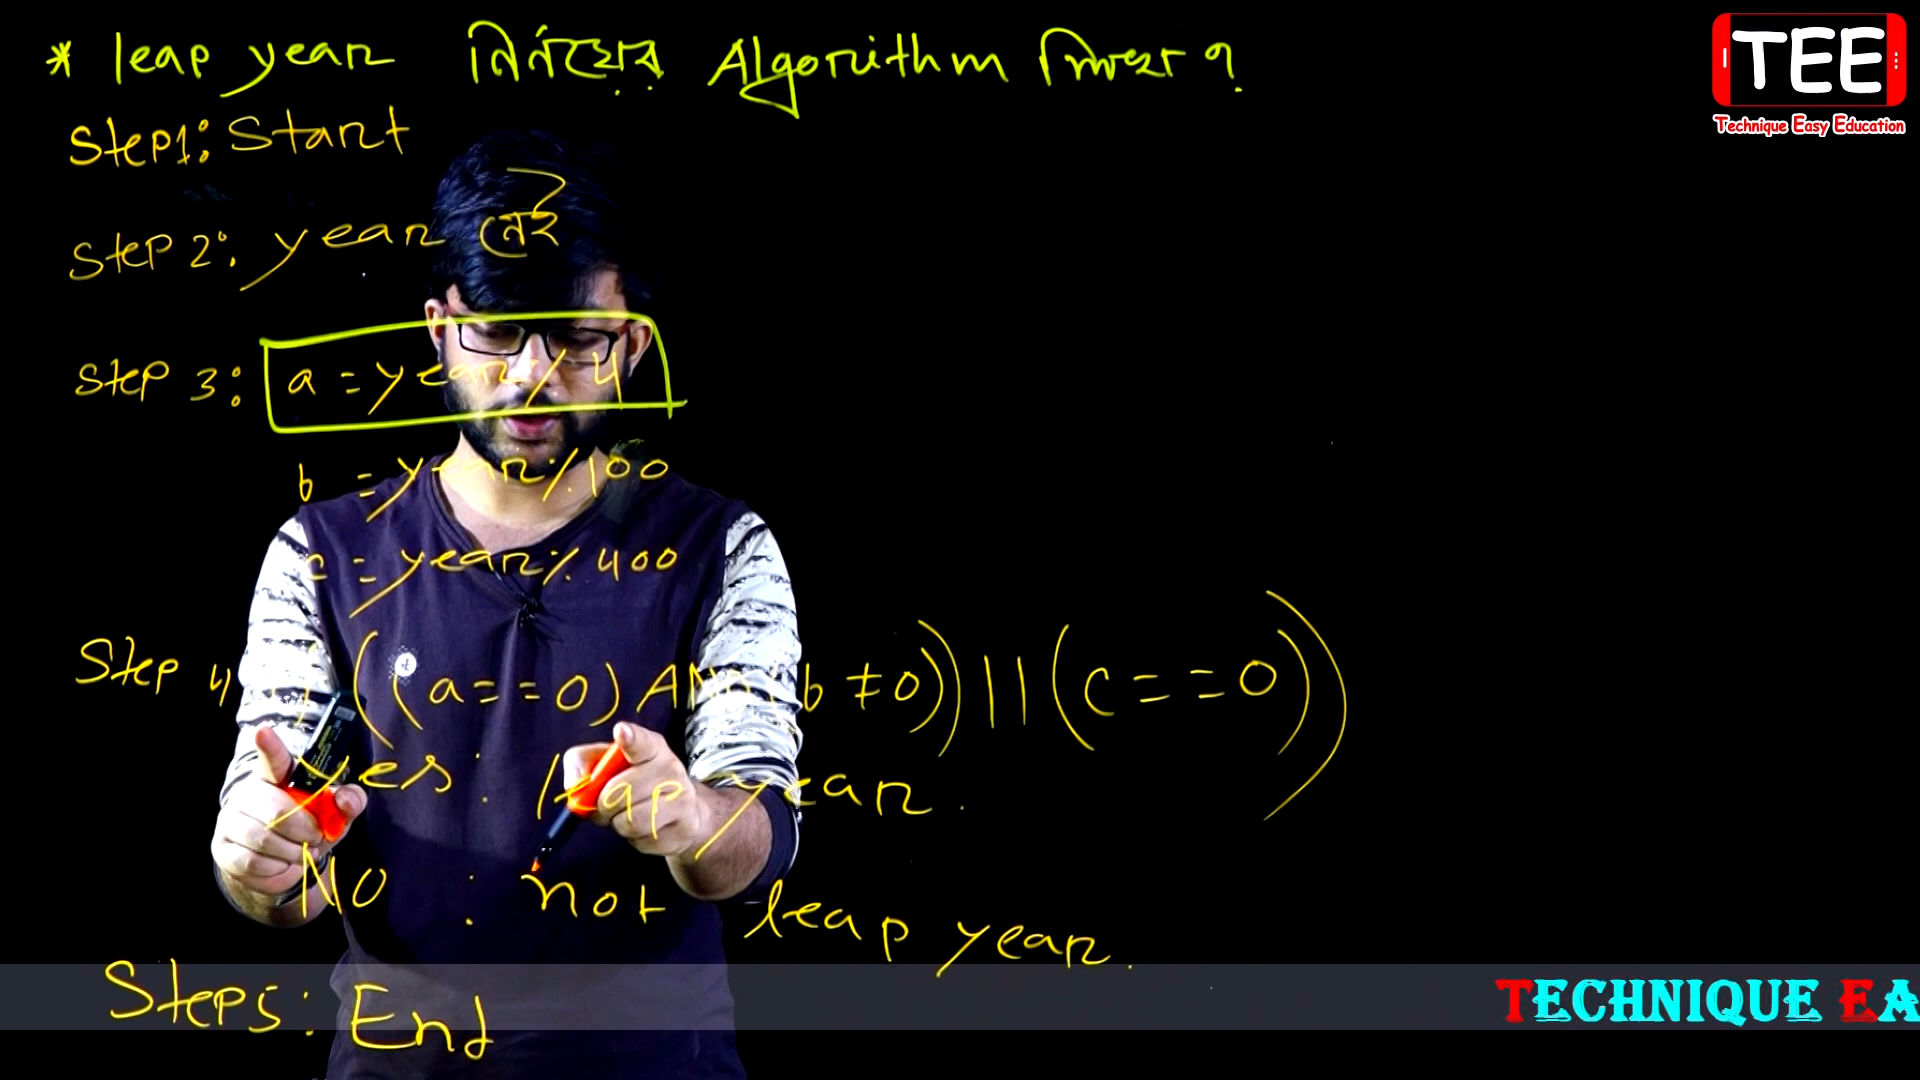 * leap year নির্ণয়ের Algorithm লিখো ?
TEE
Technique Easy Education
Step1: Start
Step 2: year নেই
Step 3: a = year % 4
b = year % 100
c = year % 400
Step 4 if ((a==0) AND (b ≠ 0)) || (c == 0))
Yes : leap year.
No : not leap year.
Step5: End
TECHNIQUE EA